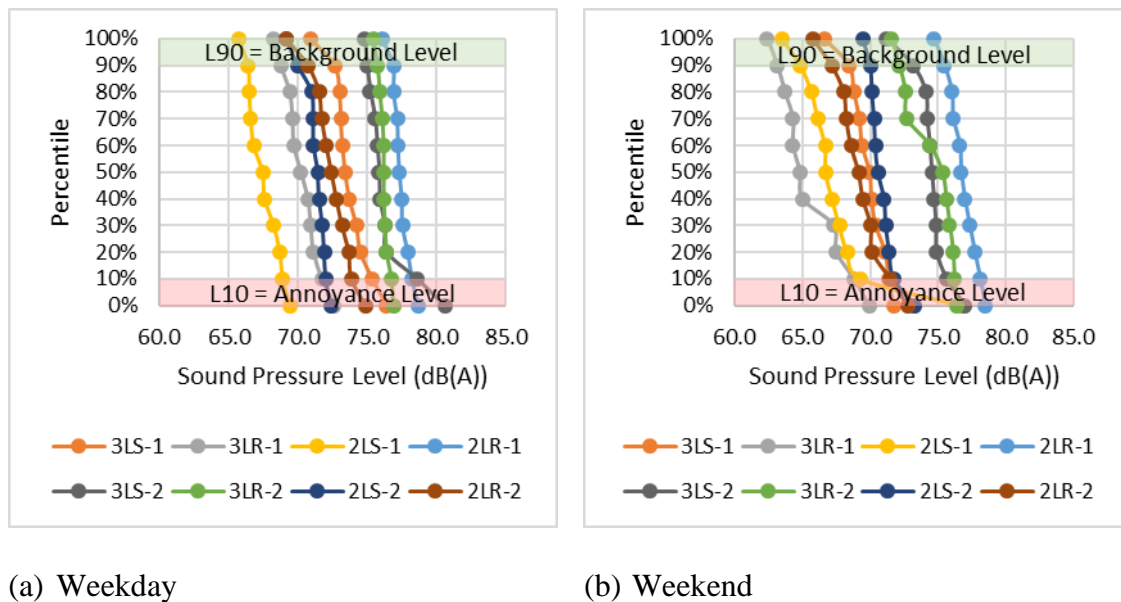 100%
L90 = Background Level
90%
80%
70%
60%
50%
40%
30%
20%
10%
L10 = Annoyance Level
0%
Percentile
60.0 65.0 70.0 75.0 80.0 85.0
Sound Pressure Level (dB(A))
3LS-1 3LR-1 2LS-1 2LR-1
3LS-2 3LR-2 2LS-2 2LR-2
100%
L90 = Background Level
90%
80%
70%
60%
50%
40%
30%
20%
10%
L10 = Annoyance Level
0%
Percentile
60.0 65.0 70.0 75.0 80.0 85.0
Sound Pressure Level (dB(A))
3LS-1 3LR-1 2LS-1 2LR-1
3LS-2 3LR-2 2LS-2 2LR-2
(a) Weekday
(b) Weekend